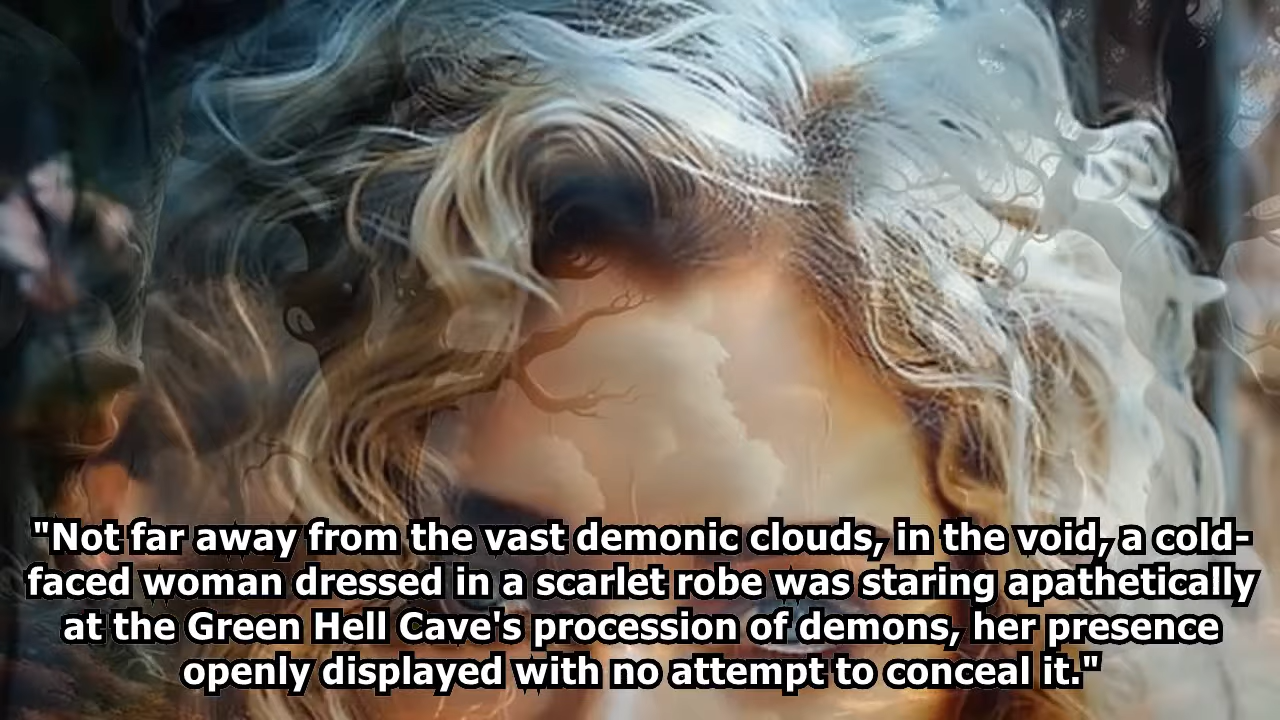 "Not far away from the vast demonic clouds, in the void, a cold-
faced woman dressed in a scarlet robe was staring apathetically
at the Green Hell Cave's procession of demons, her presence
openly displayed with no attempt to conceal it."